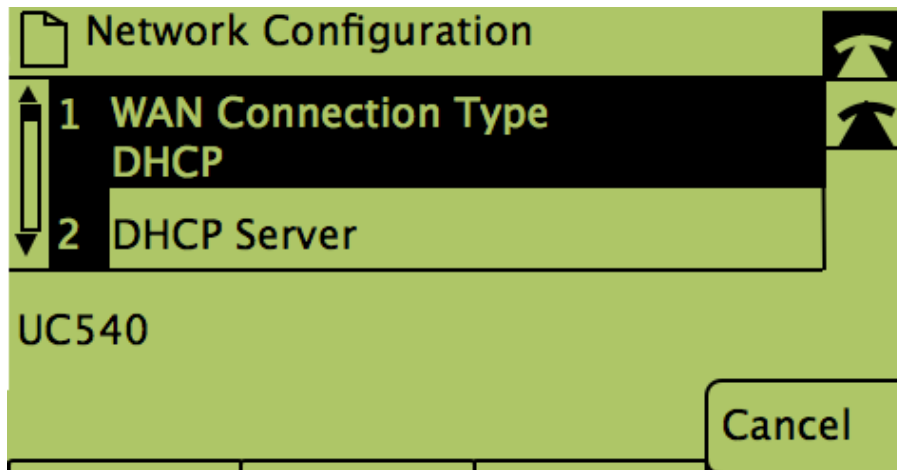 Network Configuration
1 WAN Connection Type
DHCP
2 DHCP Server
UC540
Cancel